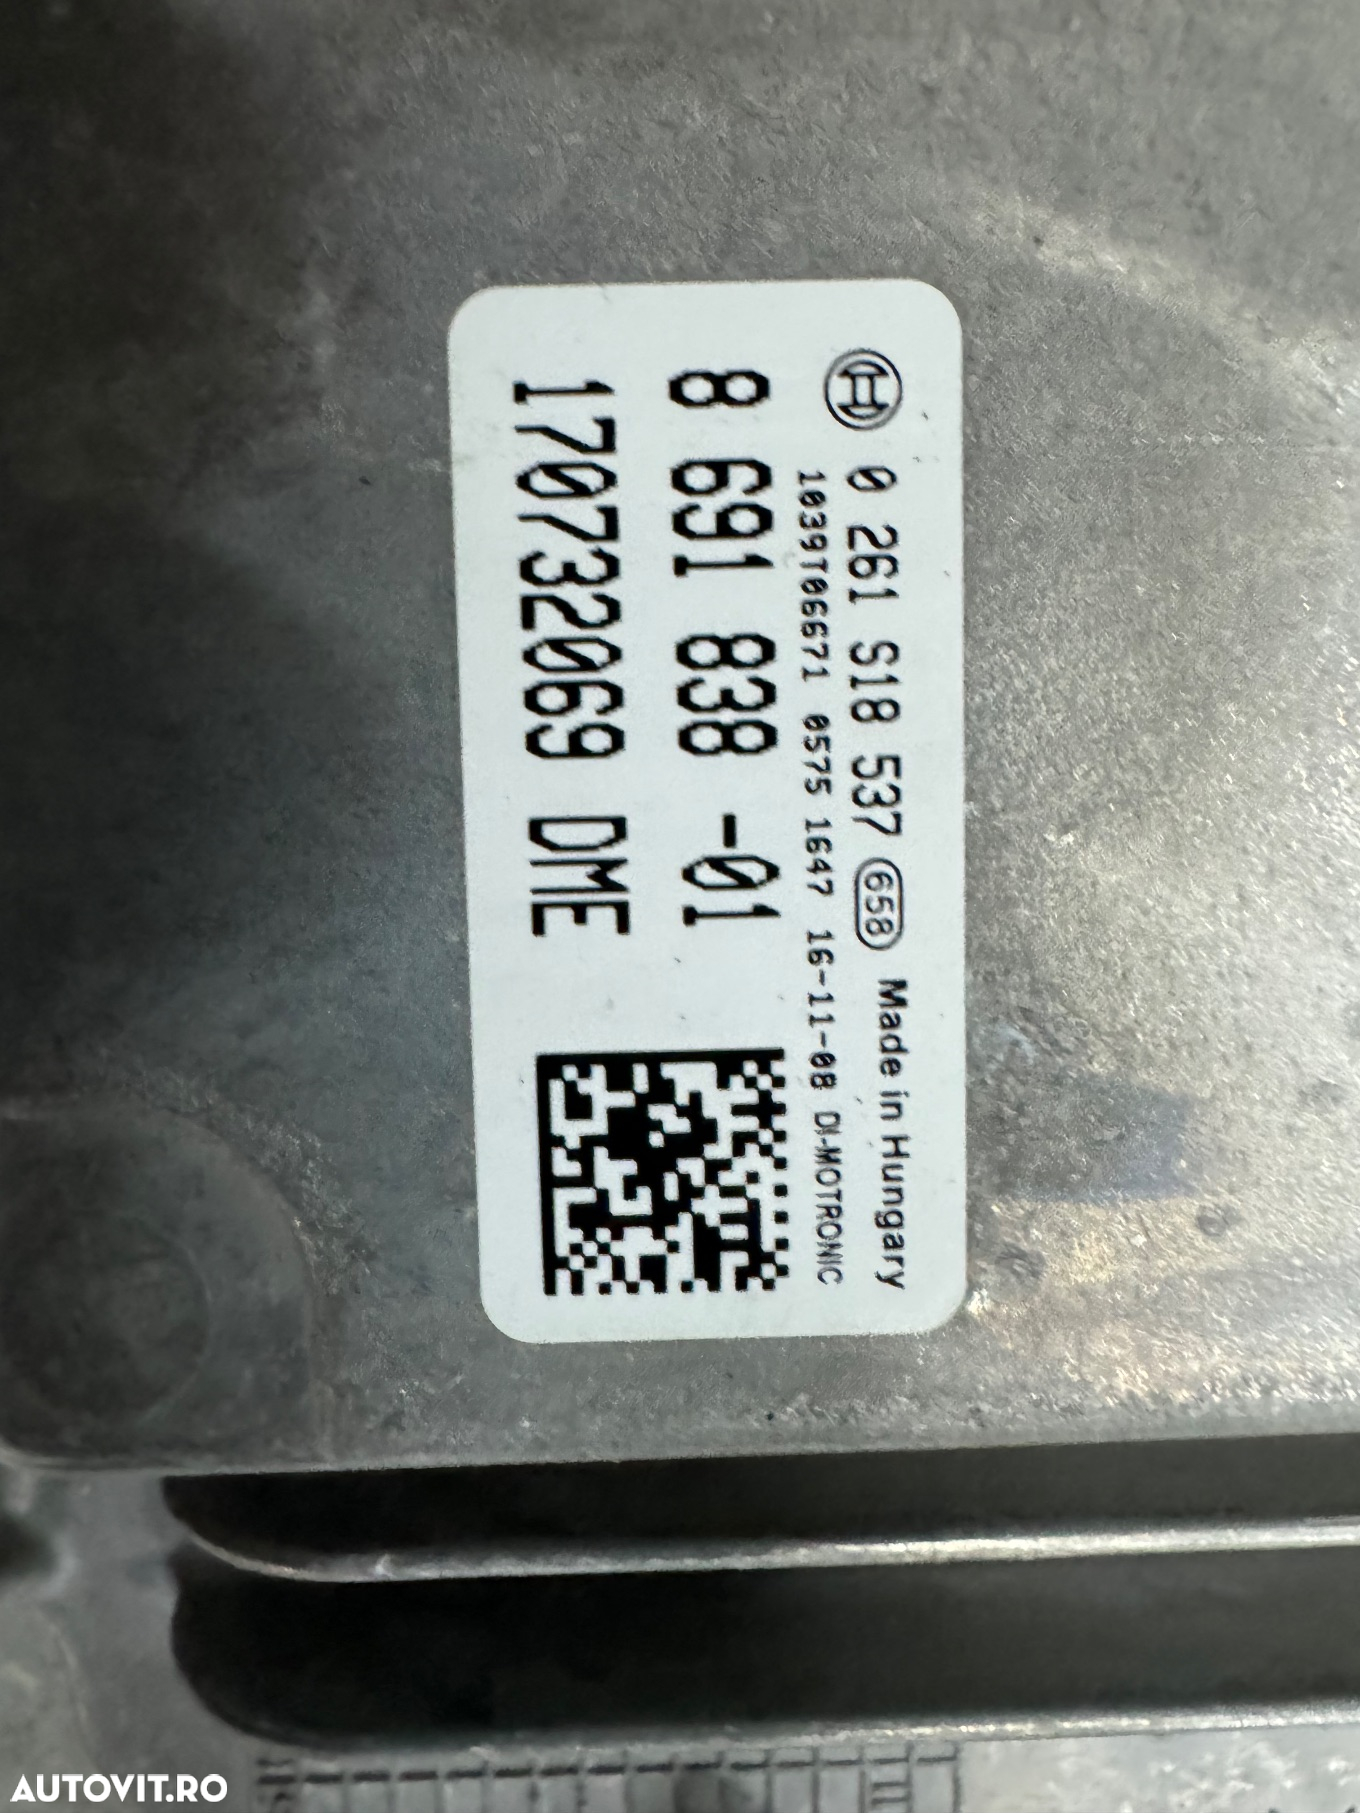 0 261 S18 537 658 Made in Hungary
1039T06671 0575 1647 16-11-08 DI-MOTRONIC
8 691 838 -01
170732069 DME
AUTOVIT.RO